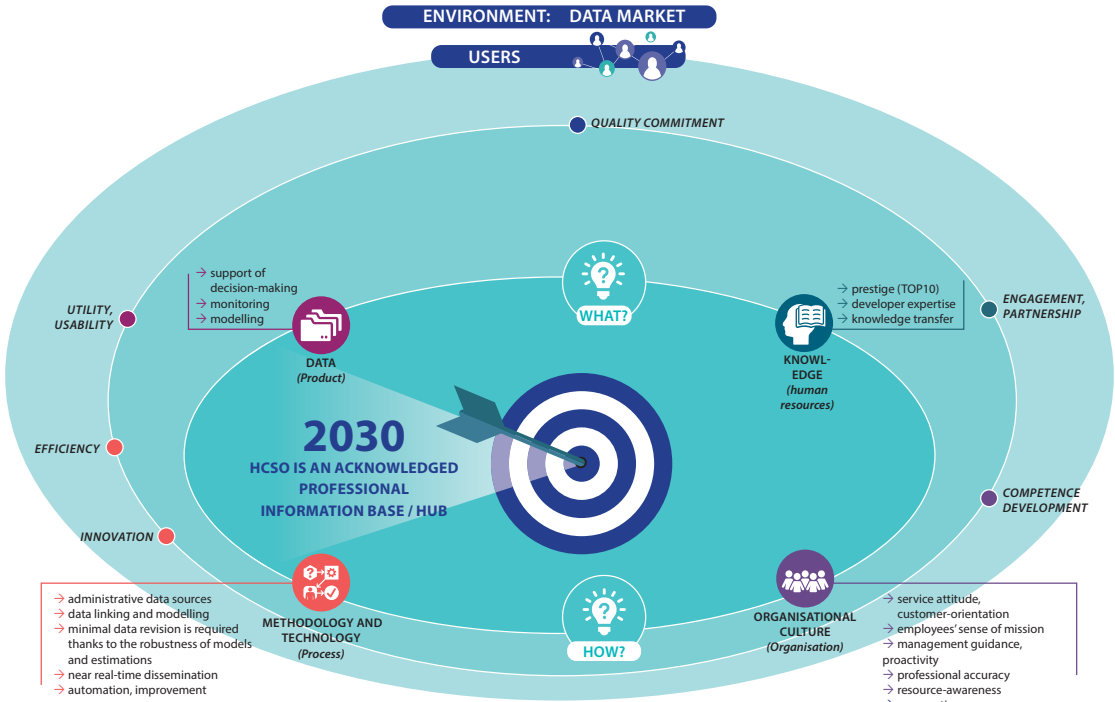 ENVIRONMENT: DATA MARKET
USERS
QUALITY COMMITMENT
→ support of
decision-making
→ monitoring
→ modelling
UTILITY,
USABILITY
DATA
(Product)
?
WHAT?
→ prestige (TOP10)
→ developer expertise
→ knowledge transfer
KNOWL-
EDGE
(human
resources)
ENGAGEMENT,
PARTNERSHIP
2030
HCSO IS AN ACKNOWLEDGED
PROFESSIONAL
INFORMATION BASE / HUB
EFFICIENCY
INNOVATION
COMPETENCE
DEVELOPMENT
→ administrative data sources
→ data linking and modelling
→ minimal data revision is required
thanks to the robustness of models
and estimations
→ near real-time dissemination
→ automation, improvement
?
METHODOLOGY AND
TECHNOLOGY
(Process)
?
HOW?
ORGANISATIONAL
CULTURE
(Organisation)
→ service attitude,
customer-orientation
→ employees’ sense of mission
→ management guidance,
proactivity
→ professional accuracy
→ resource-awareness